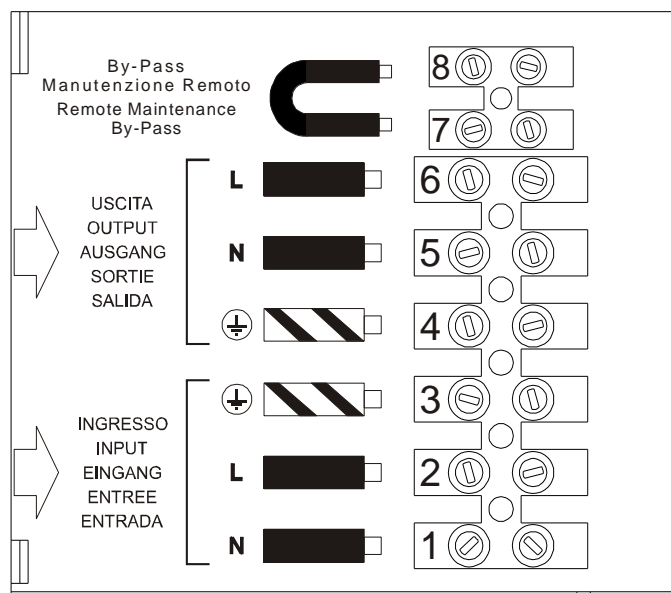 By-Pass
Manutenzione Remoto
Remote Maintenance
By-Pass
8
7
USCITA
OUTPUT
AUSGANG
SORTIE
SALIDA
L
6
N
5
4
INGRESSO
INPUT
EINGANG
ENTREE
ENTRADA
3
L
2
N
1